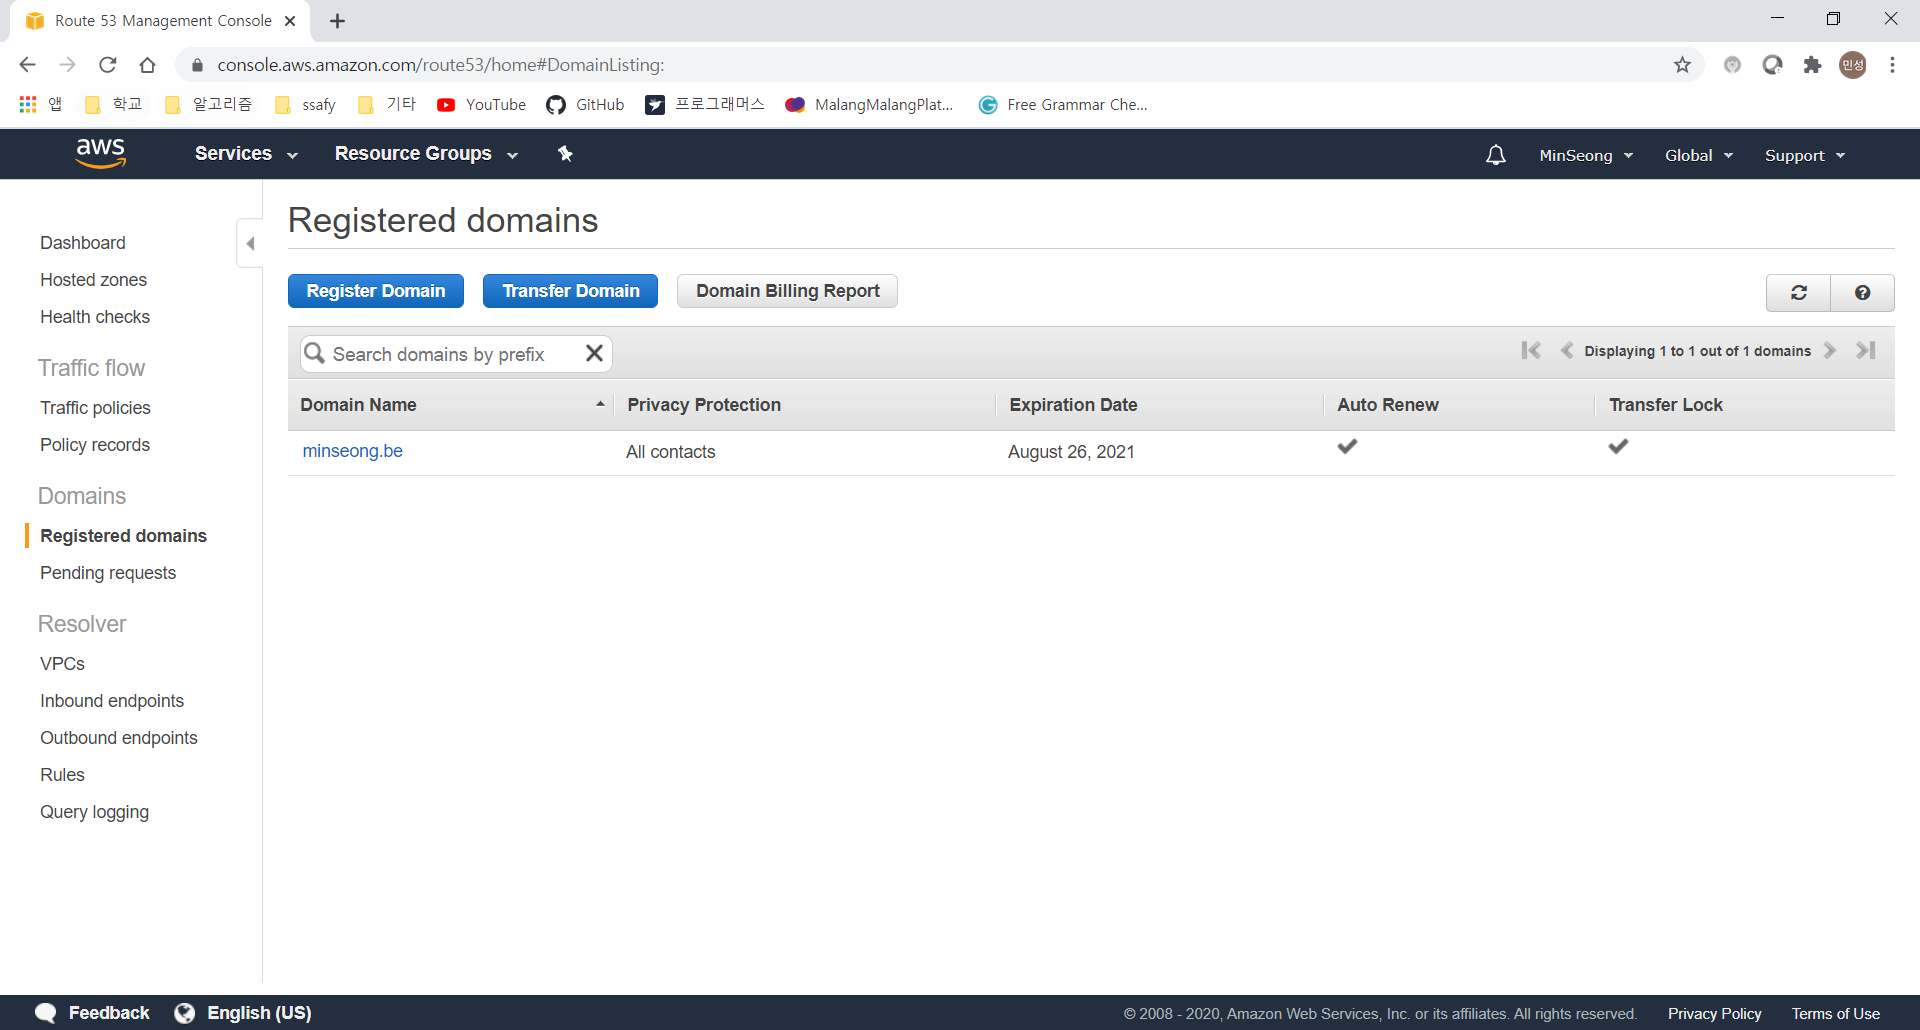 Route 53 Management Console
console.aws.amazon.com/route53/home#DomainListing:
민성
앱 학교 알고리즘 ssafy 기타 YouTube GitHub 프로그래머스 MalangMalangPlat... Free Grammar Che...
aws Services Resource Groups MinSeong Global Support
Registered domains
Dashboard
Hosted zones
Health checks
Traffic flow
Traffic policies
Policy records
Domains
Registered domains
Pending requests
Resolver
VPCs
Inbound endpoints
Outbound endpoints
Rules
Query logging
Register Domain Transfer Domain Domain Billing Report
Search domains by prefix
Displaying 1 to 1 out of 1 domains
Domain Name Privacy Protection Expiration Date Auto Renew Transfer Lock
minseong.be All contacts August 26, 2021
Feedback English (US) © 2008 - 2020, Amazon Web Services, Inc. or its affiliates. All rights reserved. Privacy Policy Terms of Use